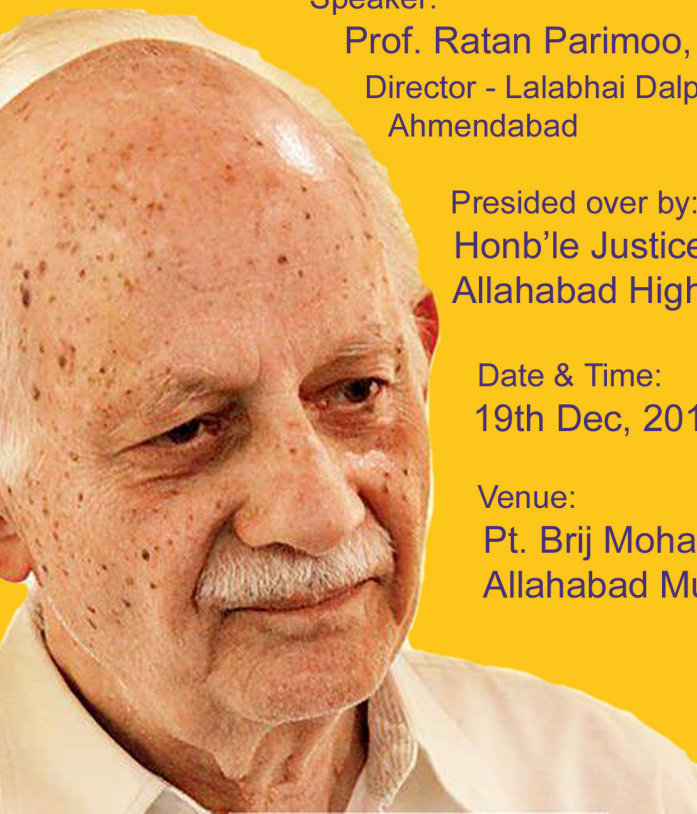 Speaker:
Prof. Ratan Parimoo,
Director - Lalabhai Dalp
Ahmendabad
Presided over by:
Honb'le Justice
Allahabad High
Date & Time:
19th Dec, 201
Venue:
Pt. Brij Moha
Allahabad Mu